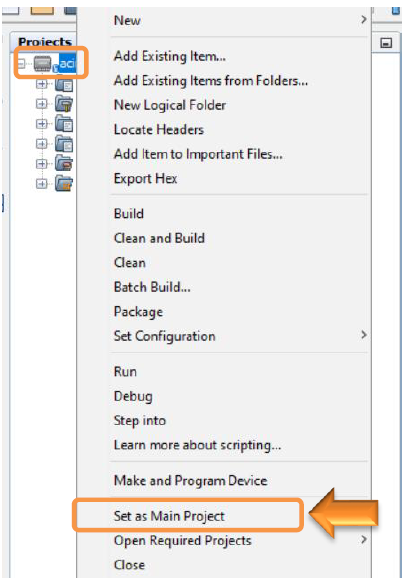 New
Projects
Add Existing Item...
Add Existing Items from Folders...
New Logical Folder
Locate Headers
Add Item to Important Files...
Export Hex
Build
Clean and Build
Clean
Batch Build...
Package
Set Configuration
Run
Debug
Step into
Learn more about scripting...
Make and Program Device
Set as Main Project
Open Required Projects
Close